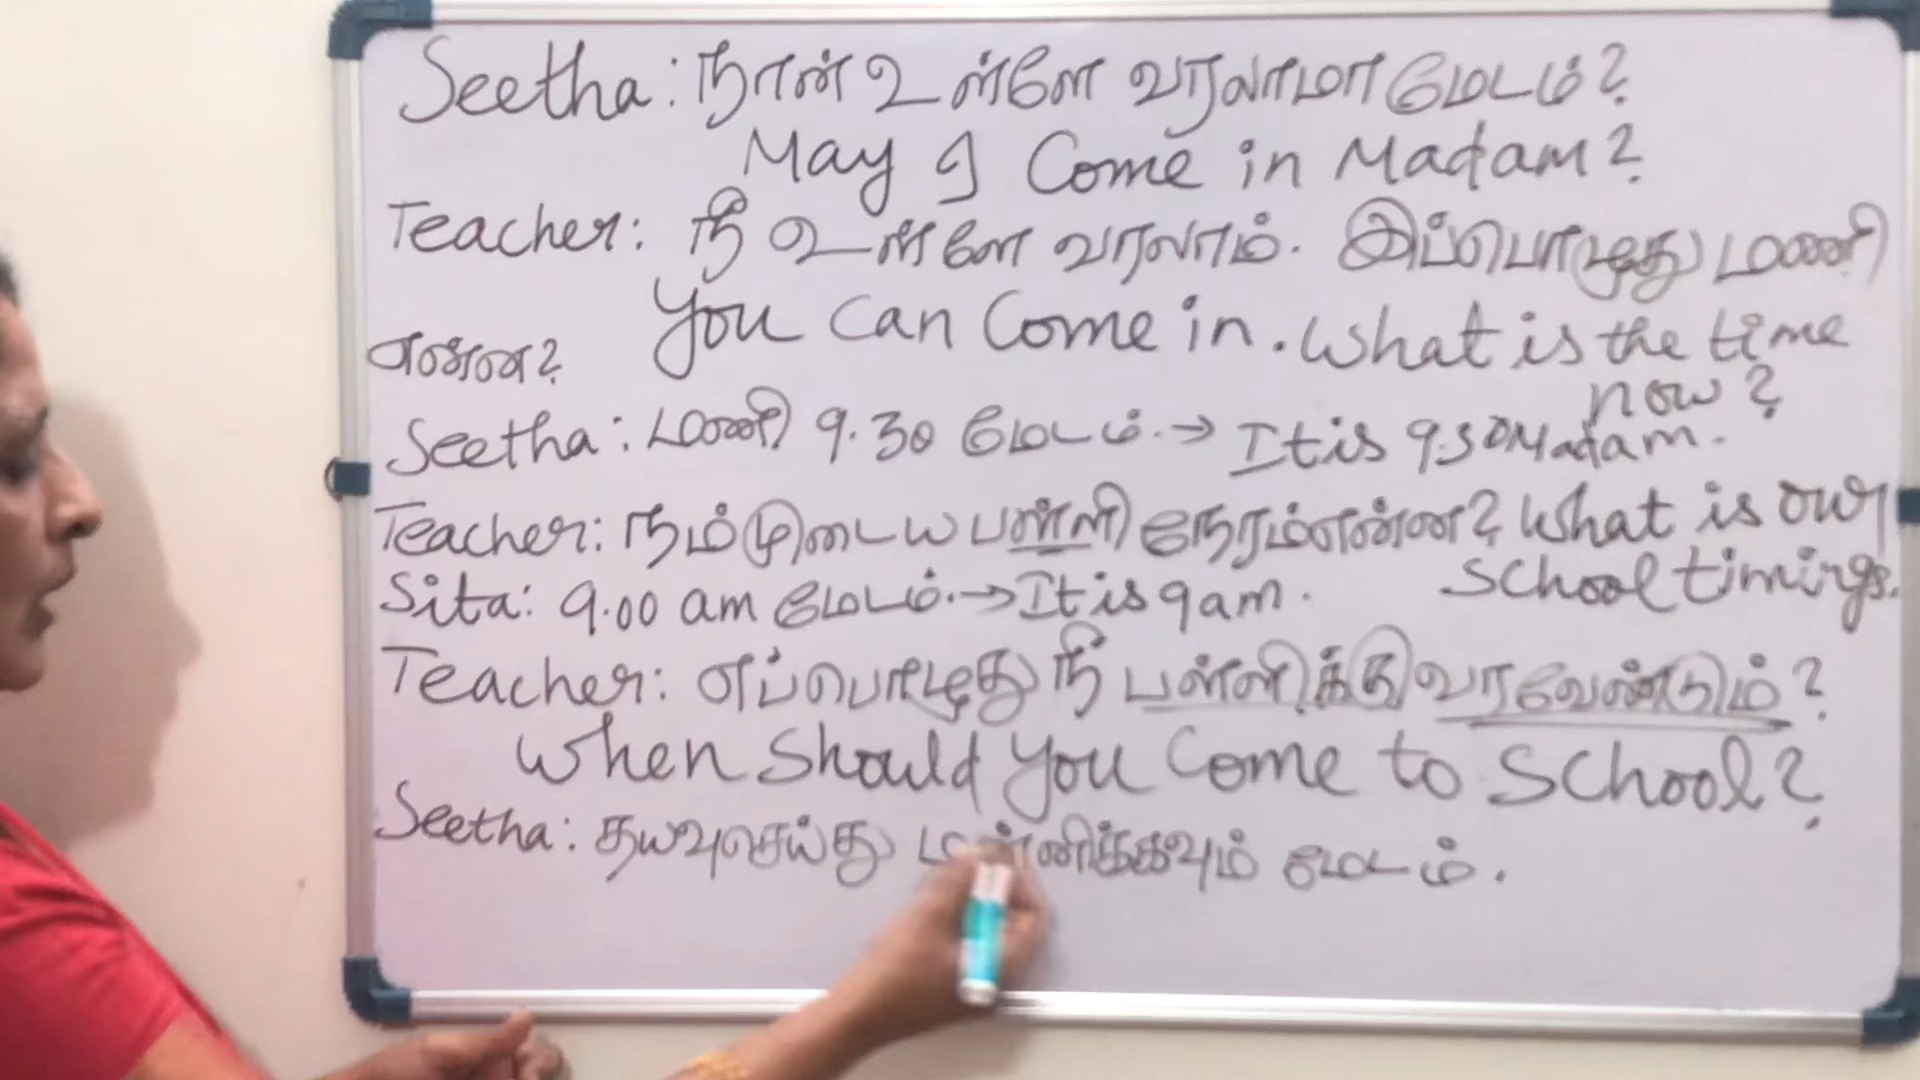 Seetha: நான் உள்ளே வரலாமா மேடம்?
May I Come in Madam?
Teacher: நீ உள்ளே வரலாம். இப்பொழுது மணி
என்ன? You Can Come in. What is the time
now?
Seetha: மணி 9.30 மேடம்.→ It is 9.30 Madam.
Teacher: நம்முடைய பள்ளி நேரம் என்ன? What is our
School timings.
Sita: 9.00 am மேடம்.→It is 9am.
Teacher: எப்பொழுது நீ பள்ளிக்கு வரவேண்டும்?
When Should You Come to School?
Seetha: தயவுசெய்து மன்னிக்கவும் மேடம்.